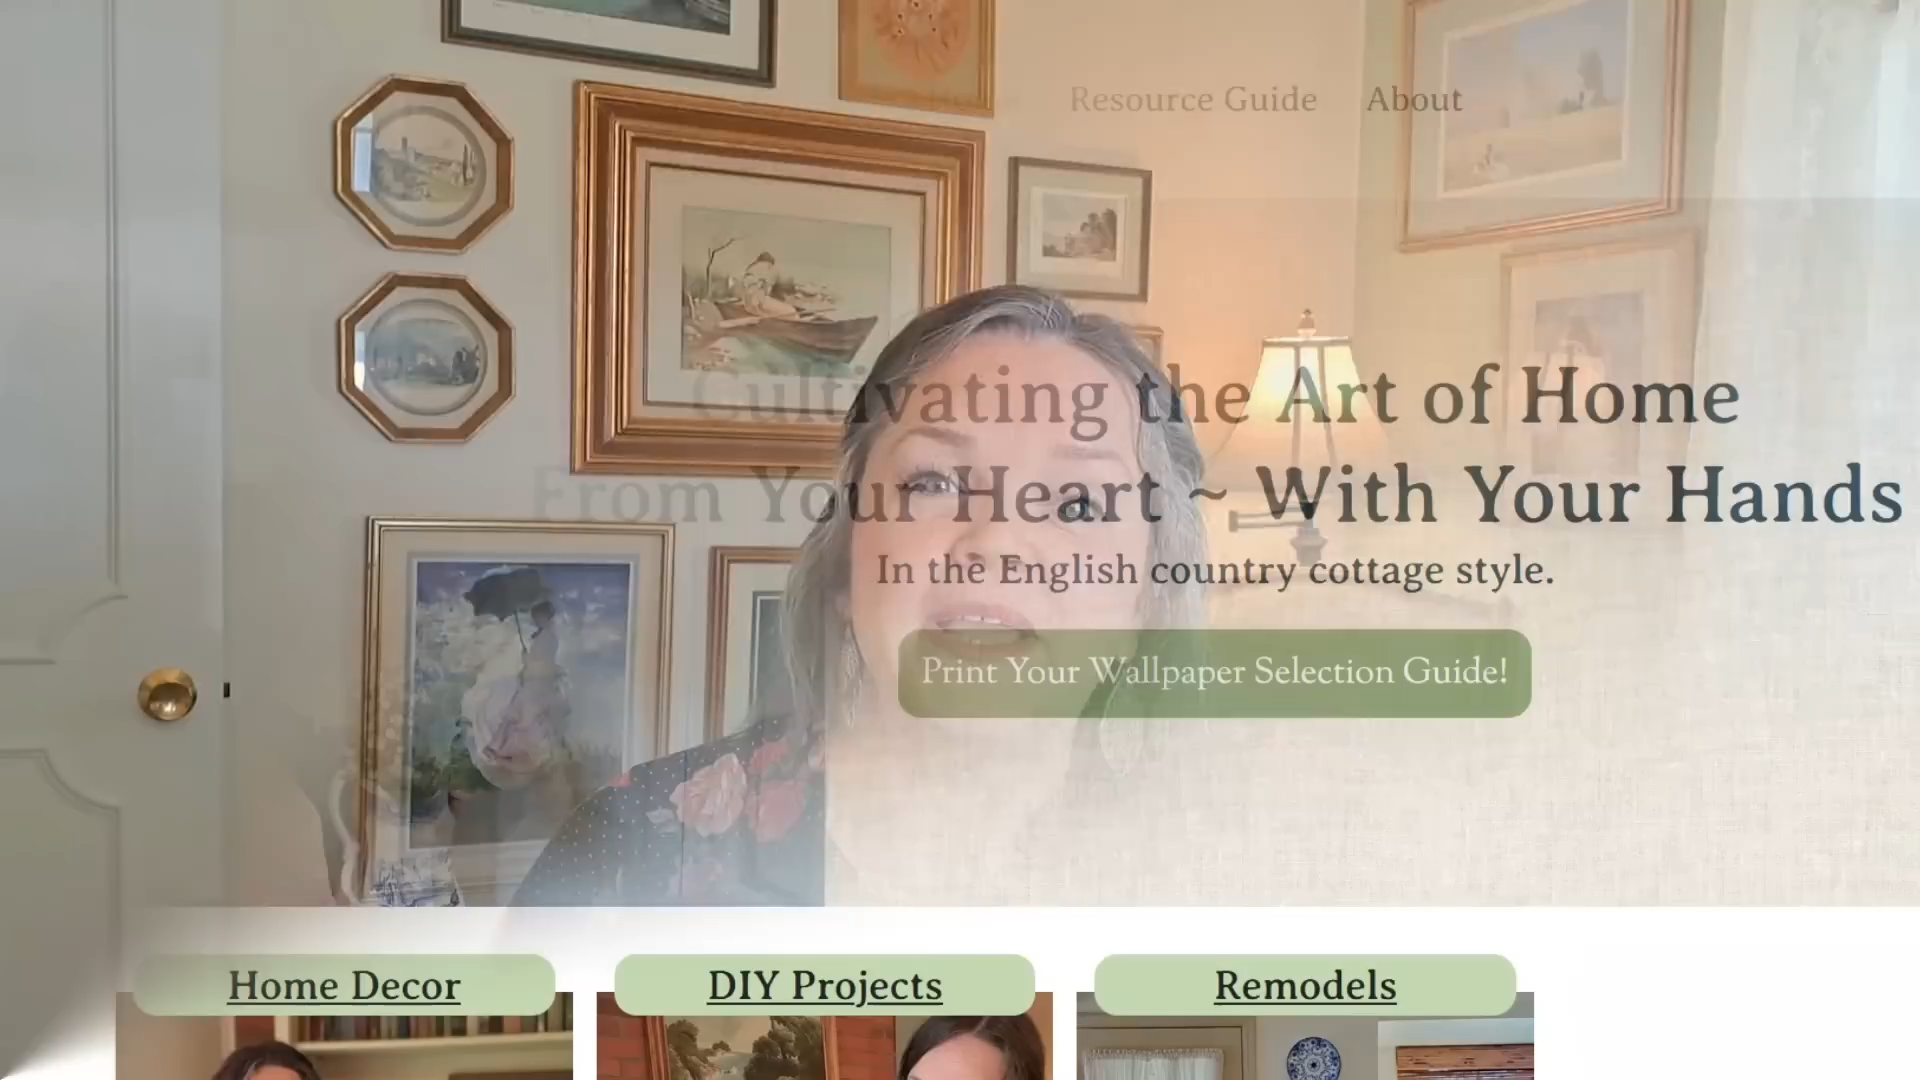 Resource Guide About
Cultivating the Art of Home
From Your Heart ~ With Your Hands
In the English country cottage style.
Print Your Wallpaper Selection Guide!
Home Decor DIY Projects Remodels